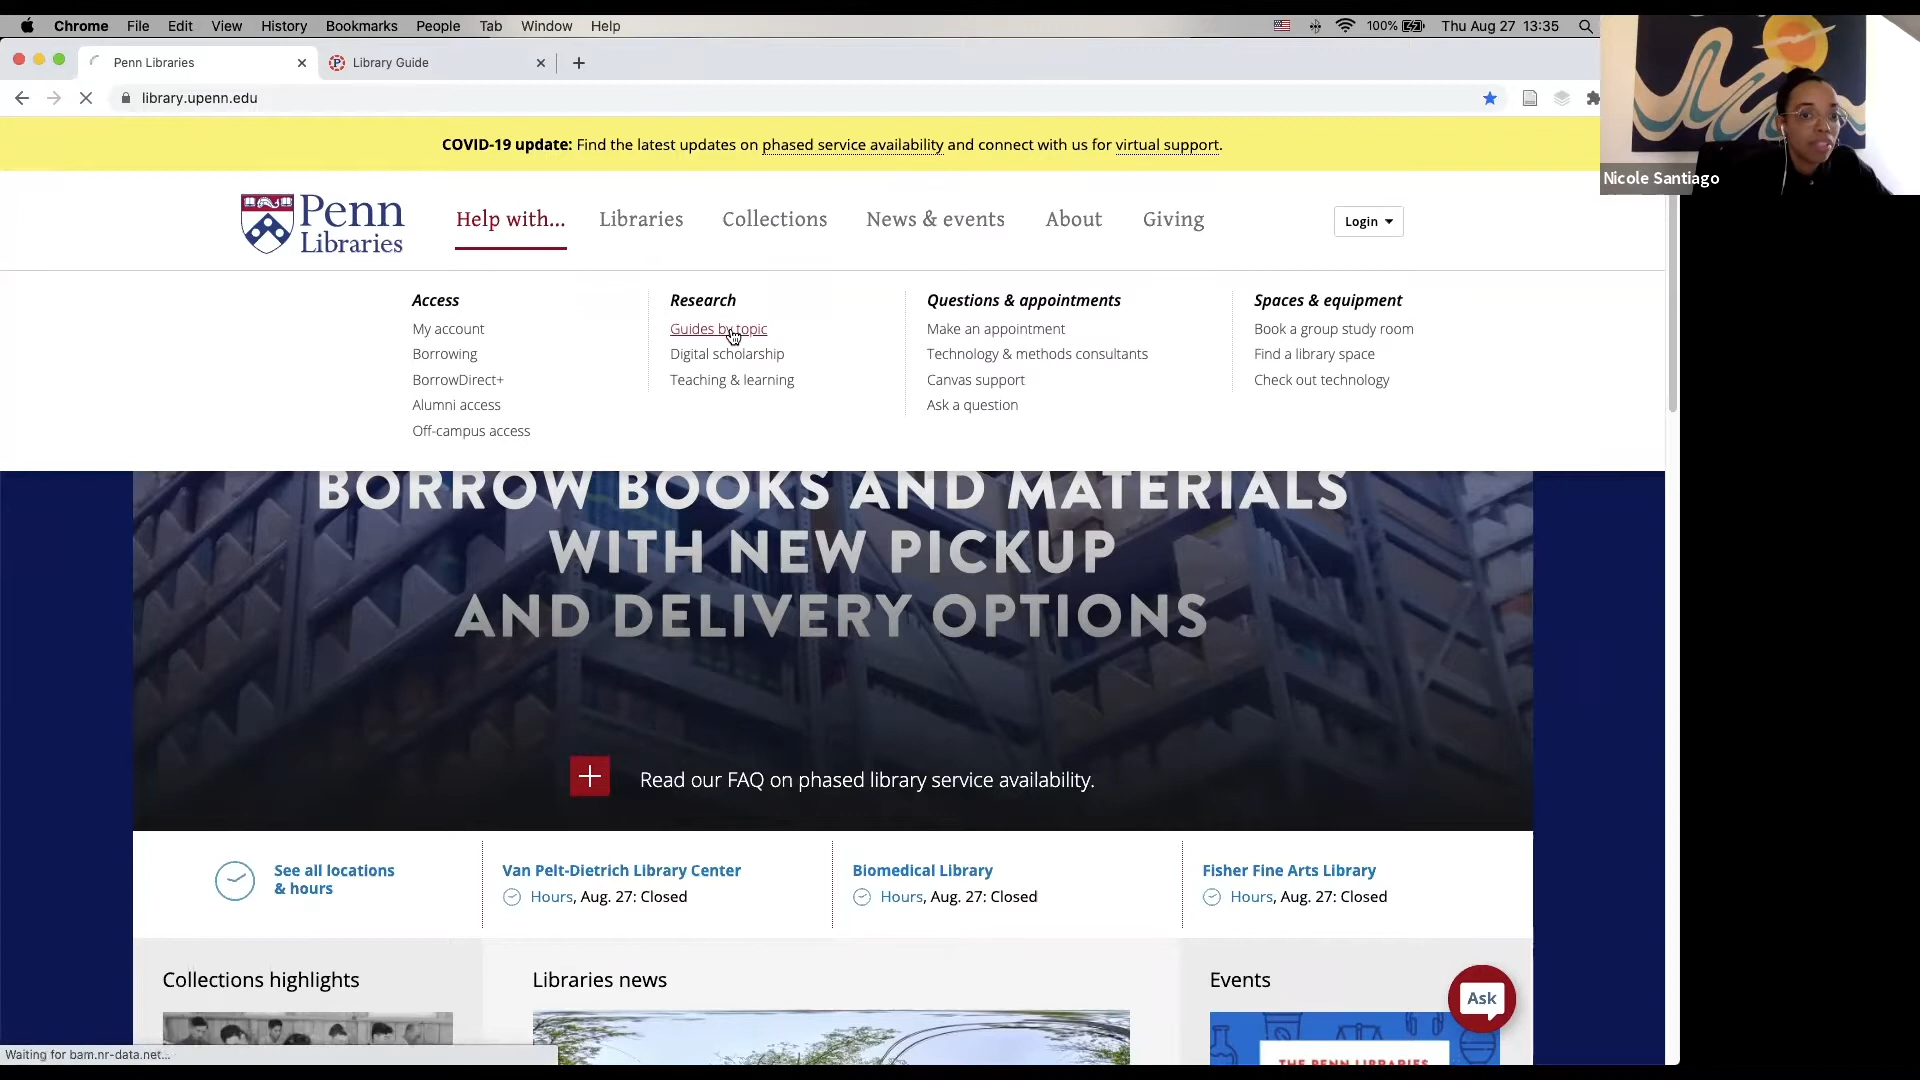 Chrome File Edit View History Bookmarks People Tab Window Help 100% Thu Aug 27 13:35
Penn Libraries Library Guide
library.upenn.edu
COVID-19 update: Find the latest updates on phased service availability and connect with us for virtual support.
Nicole Santiago
Penn Libraries
Help with... Libraries Collections News & events About Giving Login
Access
My account
Borrowing
BorrowDirect+
Alumni access
Off-campus access
Research
Guides by topic
Digital scholarship
Teaching & learning
Questions & appointments
Make an appointment
Technology & methods consultants
Canvas support
Ask a question
Spaces & equipment
Book a group study room
Find a library space
Check out technology
BORROW BOOKS AND MATERIALS
WITH NEW PICKUP
AND DELIVERY OPTIONS
Read our FAQ on phased library service availability.
See all locations
& hours
Van Pelt-Dietrich Library Center
Hours, Aug. 27: Closed
Biomedical Library
Hours, Aug. 27: Closed
Fisher Fine Arts Library
Hours, Aug. 27: Closed
Collections highlights
Libraries news
Events
Ask
THE PENN LIBRARIES
Waiting for bam.nr-data.net...